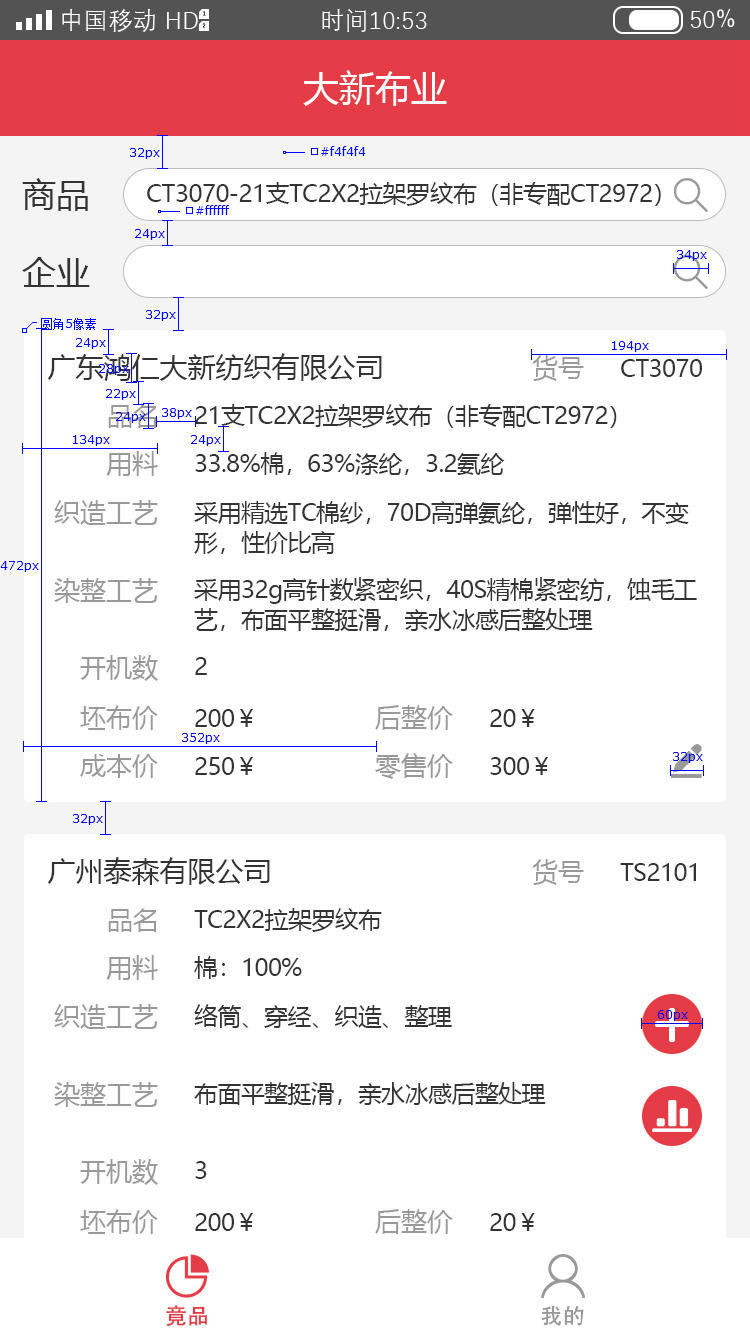 中国移动 HD 时间10:53 50%
大新布业
32px #f4f4f4
商品 CT3070-21支TC2X2拉架罗纹布（非专配CT2972）
#ffffff
24px
企业 34px
32px
圆角5像素
24px 194px
广东鸿仁大新纺织有限公司 货号 CT3070
28px
22px
品名 21支TC2X2拉架罗纹布（非专配CT2972）
24px 38px
134px 24px
用料 33.8%棉，63%涤纶，3.2氨纶
织造工艺 采用精选TC棉纱，70D高弹氨纶，弹性好，不变
形，性价比高
472px
染整工艺 采用32g高针数紧密织，40S精棉紧密纺，蚀毛工
艺，布面平整挺滑，亲水冰感后整处理
开机数 2
坯布价 200￥ 后整价 20￥
352px
成本价 250￥ 零售价 300￥ 32px
32px
广州泰森有限公司 货号 TS2101
品名 TC2X2拉架罗纹布
用料 棉：100%
织造工艺 络筒、穿经、织造、整理
60px
染整工艺 布面平整挺滑，亲水冰感后整处理
开机数 3
坯布价 200￥ 后整价 20￥
竟品 我的